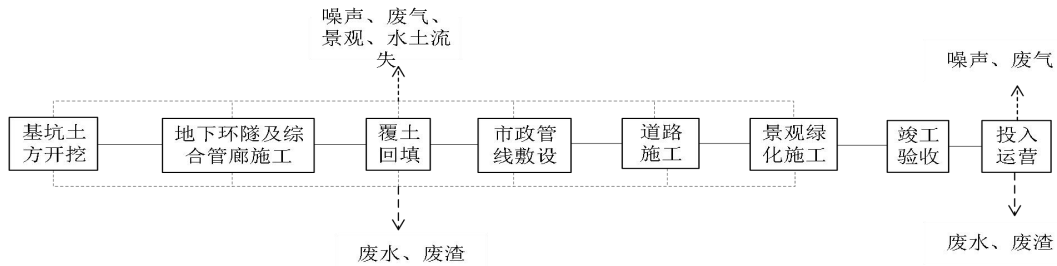 噪声、废气、
景观、水土流
失
噪声、废气
基坑土
方开挖
地下环隧及综
合管廊施工
覆土
回填
市政管
线敷设
道路
施工
景观绿
化施工
竣工
验收
投入
运营
废水、废渣
废水、废渣